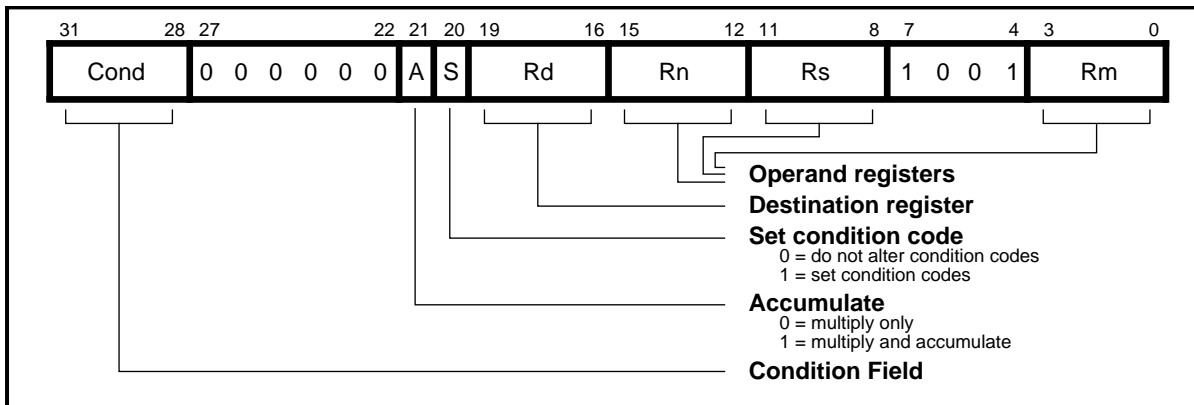 31 28 27 22 21 20 19 16 15 12 11 8 7 4 3 0
Cond 0 0 0 0 0 0 A S Rd Rn Rs 1 0 0 1 Rm
Operand registers
Destination register
Set condition code
0 = do not alter condition codes
1 = set condition codes
Accumulate
0 = multiply only
1 = multiply and accumulate
Condition Field